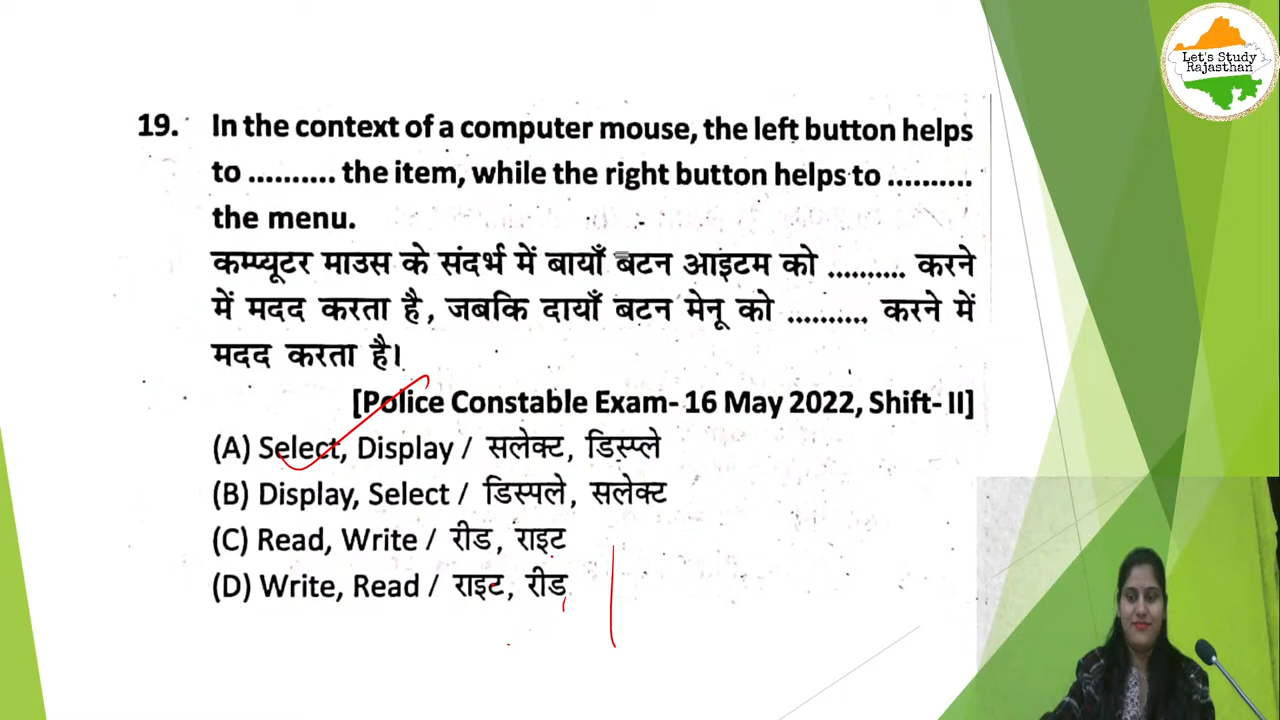 Let's Study
Rajasthan
19. In the context of a computer mouse, the left button helps
to .......... the item, while the right button helps to ..........
the menu.
कम्प्यूटर माउस के संदर्भ में बायाँ बटन आइटम को .......... करने
में मदद करता है, जबकि दायाँ बटन मेनू को .......... करने में
मदद करता है।
[Police Constable Exam- 16 May 2022, Shift- II]
(A) Select, Display / सलेक्ट, डिस्प्ले
(B) Display, Select / डिस्पले, सलेक्ट
(C) Read, Write / रीड, राइट
(D) Write, Read / राइट, रीड